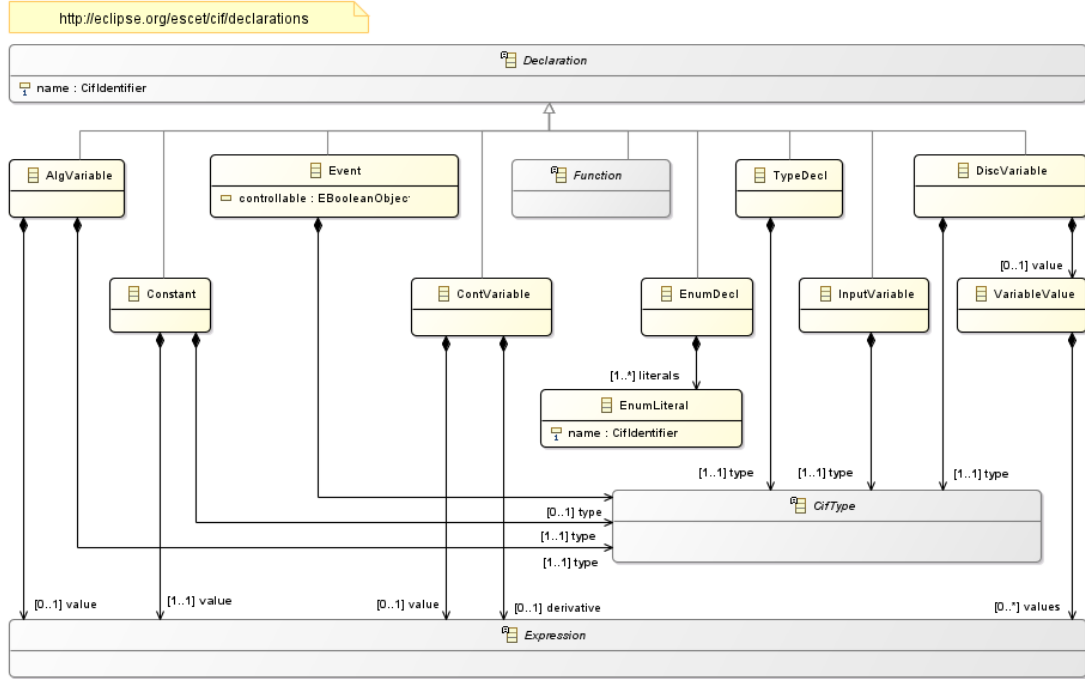 http://eclipse.org/escet/cif/declarations
Declaration
name : CifIdentifier
AlgVariable
Event
controllable : EBooleanObjec
Function
TypeDecl
DiscVariable
[0..1] value
Constant
ContVariable
EnumDecl
InputVariable
VariableValue
[1..*] literals
EnumLiteral
name : CifIdentifier
[1..1] type
[1..1] type
[1..1] type
CifType
[0..1] type
[1..1] type
[1..1] type
[0..1] value
[1..1] value
[0..1] value
[0..1] derivative
[0..*] values
Expression